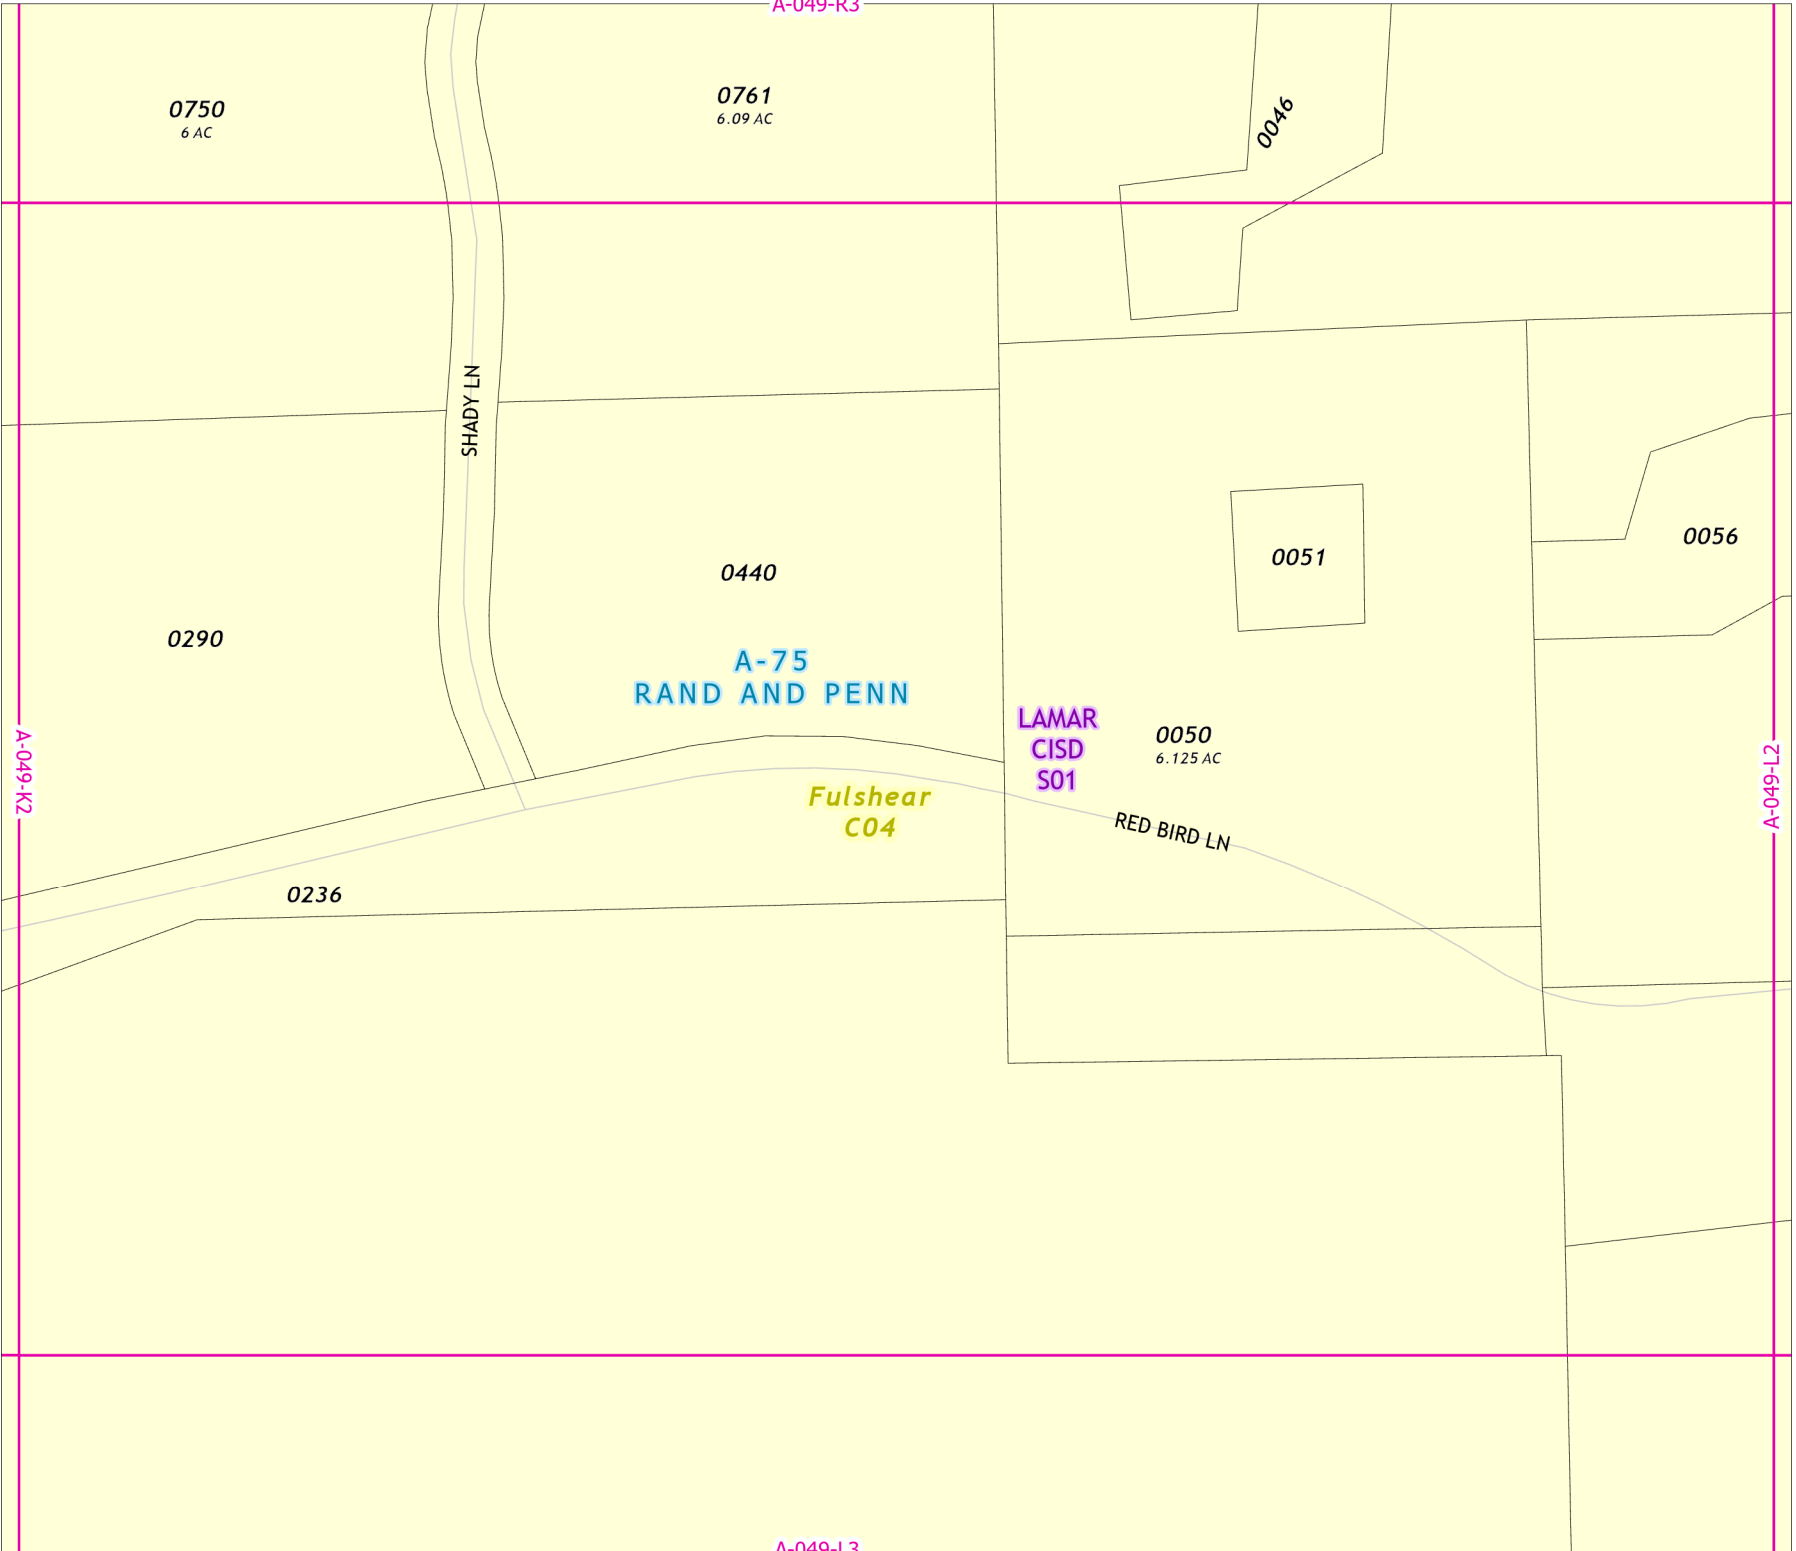 A-049-R3
0750
6 AC
0761
6.09 AC
0046
SHADY LN
0056
0051
0440
0290
A-75
RAND AND PENN
LAMAR
CISD
S01
0050
6.125 AC
A-049-K2
A-049-L2
Fulshear
C04
RED BIRD LN
0236
A-049-L3